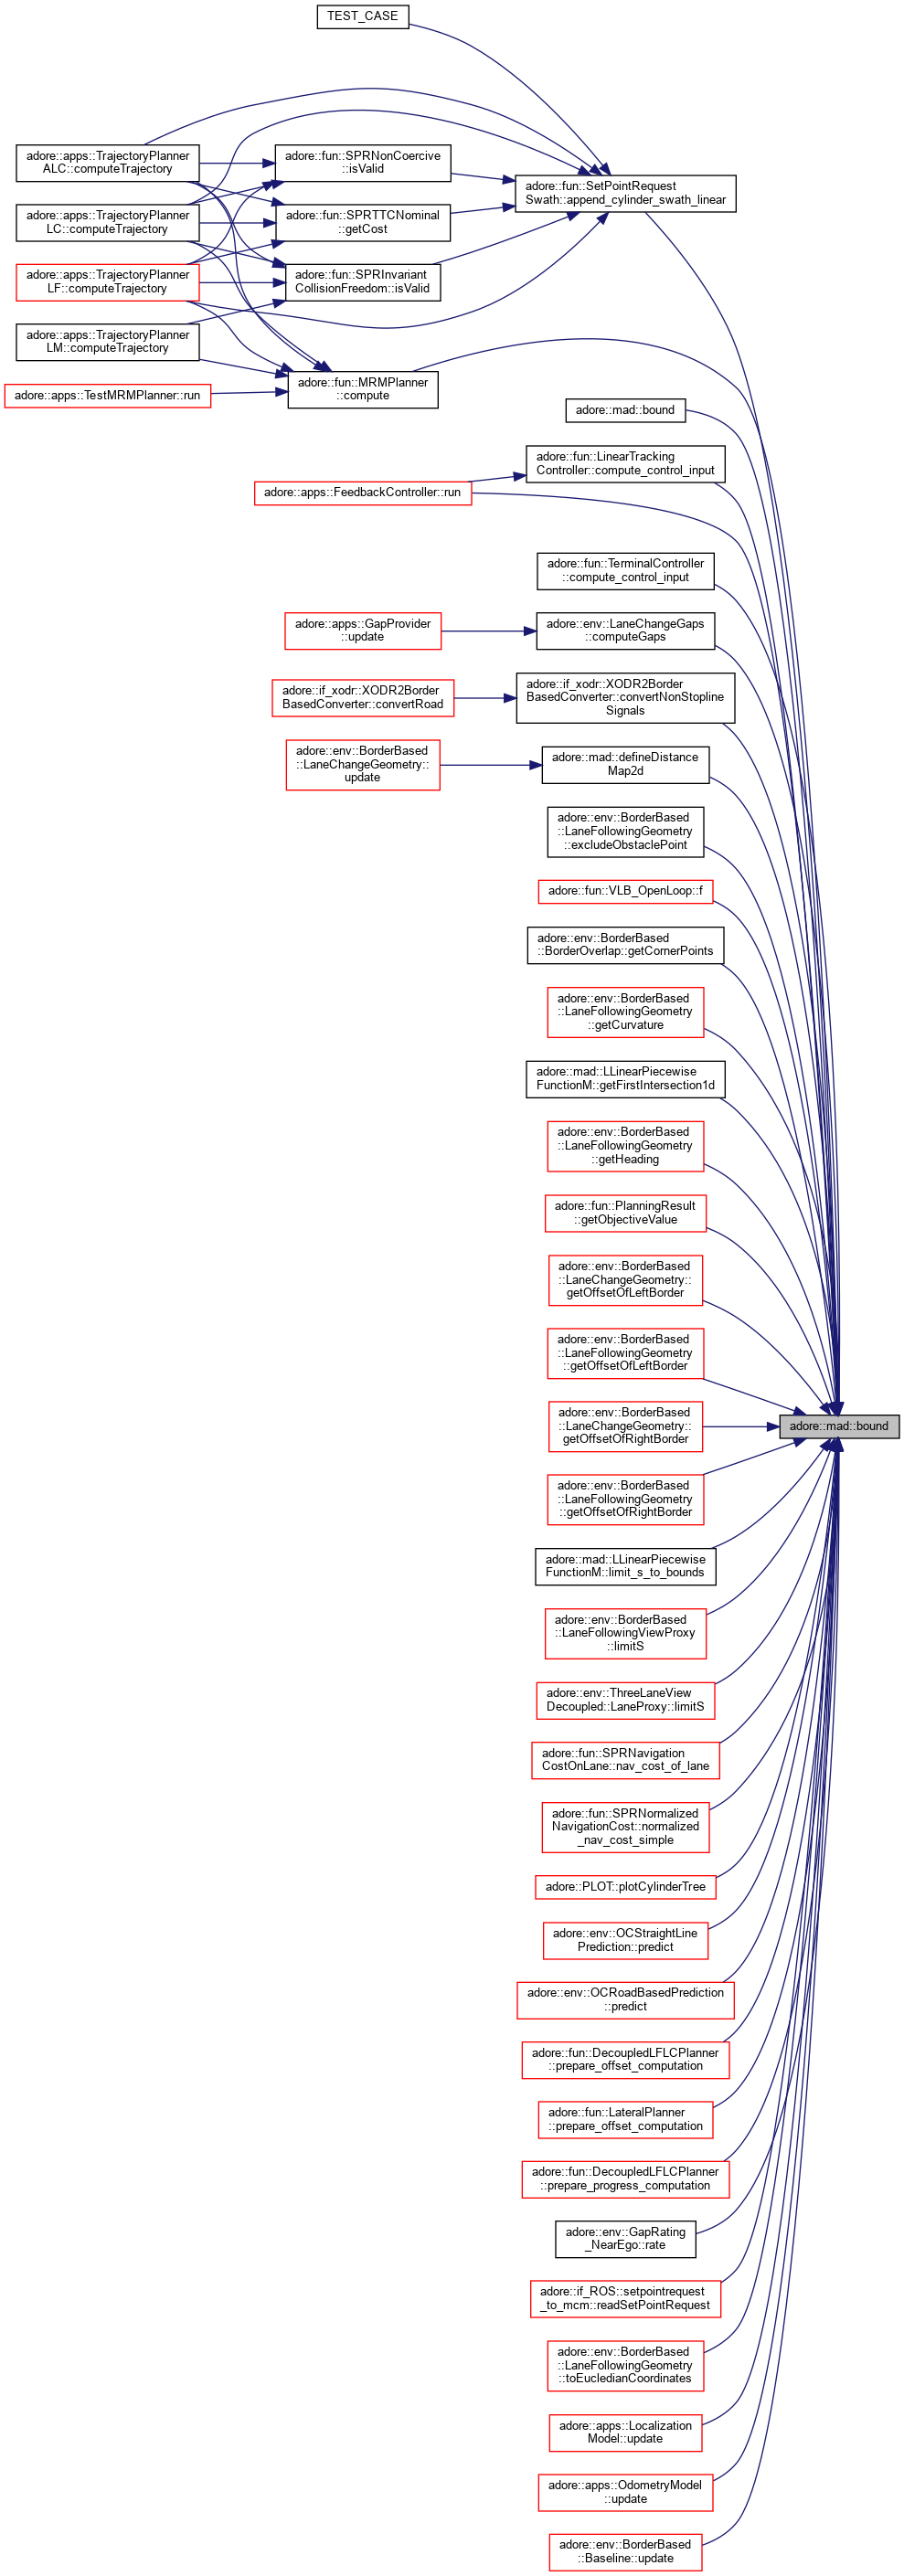 TEST_CASE
adore::apps::TrajectoryPlanner
ALC::computeTrajectory
adore::fun::SPRNonCoercive
::isValid
adore::fun::SetPointRequest
Swath::append_cylinder_swath_linear
adore::apps::TrajectoryPlanner
LC::computeTrajectory
adore::fun::SPRTTCNominal
::getCost
adore::apps::TrajectoryPlanner
LF::computeTrajectory
adore::fun::SPRInvariant
CollisionFreedom::isValid
adore::apps::TrajectoryPlanner
LM::computeTrajectory
adore::fun::MRMPlanner
::compute
adore::apps::TestMRMPlanner::run
adore::mad::bound
adore::fun::LinearTracking
Controller::compute_control_input
adore::apps::FeedbackController::run
adore::fun::TerminalController
::compute_control_input
adore::apps::GapProvider
::update
adore::env::LaneChangeGaps
::computeGaps
adore::if_xodr::XODR2Border
BasedConverter::convertRoad
adore::if_xodr::XODR2Border
BasedConverter::convertNonStopline
Signals
adore::env::BorderBased
::LaneChangeGeometry::
update
adore::mad::defineDistance
Map2d
adore::env::BorderBased
::LaneFollowingGeometry
::excludeObstaclePoint
adore::fun::VLB_OpenLoop::f
adore::env::BorderBased
::BorderOverlap::getCornerPoints
adore::env::BorderBased
::LaneFollowingGeometry
::getCurvature
adore::mad::LLinearPiecewise
FunctionM::getFirstIntersection1d
adore::env::BorderBased
::LaneFollowingGeometry
::getHeading
adore::fun::PlanningResult
::getObjectiveValue
adore::env::BorderBased
::LaneChangeGeometry::
getOffsetOfLeftBorder
adore::env::BorderBased
::LaneFollowingGeometry
::getOffsetOfLeftBorder
adore::env::BorderBased
::LaneChangeGeometry::
getOffsetOfRightBorder
adore::mad::bound
adore::env::BorderBased
::LaneFollowingGeometry
::getOffsetOfRightBorder
adore::mad::LLinearPiecewise
FunctionM::limit_s_to_bounds
adore::env::BorderBased
::LaneFollowingViewProxy
::limitS
adore::env::ThreeLaneView
Decoupled::LaneProxy::limitS
adore::fun::SPRNavigation
CostOnLane::nav_cost_of_lane
adore::fun::SPRNormalized
NavigationCost::normalized
_nav_cost_simple
adore::PLOT::plotCylinderTree
adore::env::OCStraightLine
Prediction::predict
adore::env::OCRoadBasedPrediction
::predict
adore::fun::DecoupledLFLCPlanner
::prepare_offset_computation
adore::fun::LateralPlanner
::prepare_offset_computation
adore::fun::DecoupledLFLCPlanner
::prepare_progress_computation
adore::env::GapRating
_NearEgo::rate
adore::if_ROS::setpointrequest
_to_mcm::readSetPointRequest
adore::env::BorderBased
::LaneFollowingGeometry
::toEucledianCoordinates
adore::apps::Localization
Model::update
adore::apps::OdometryModel
::update
adore::env::BorderBased
::Baseline::update